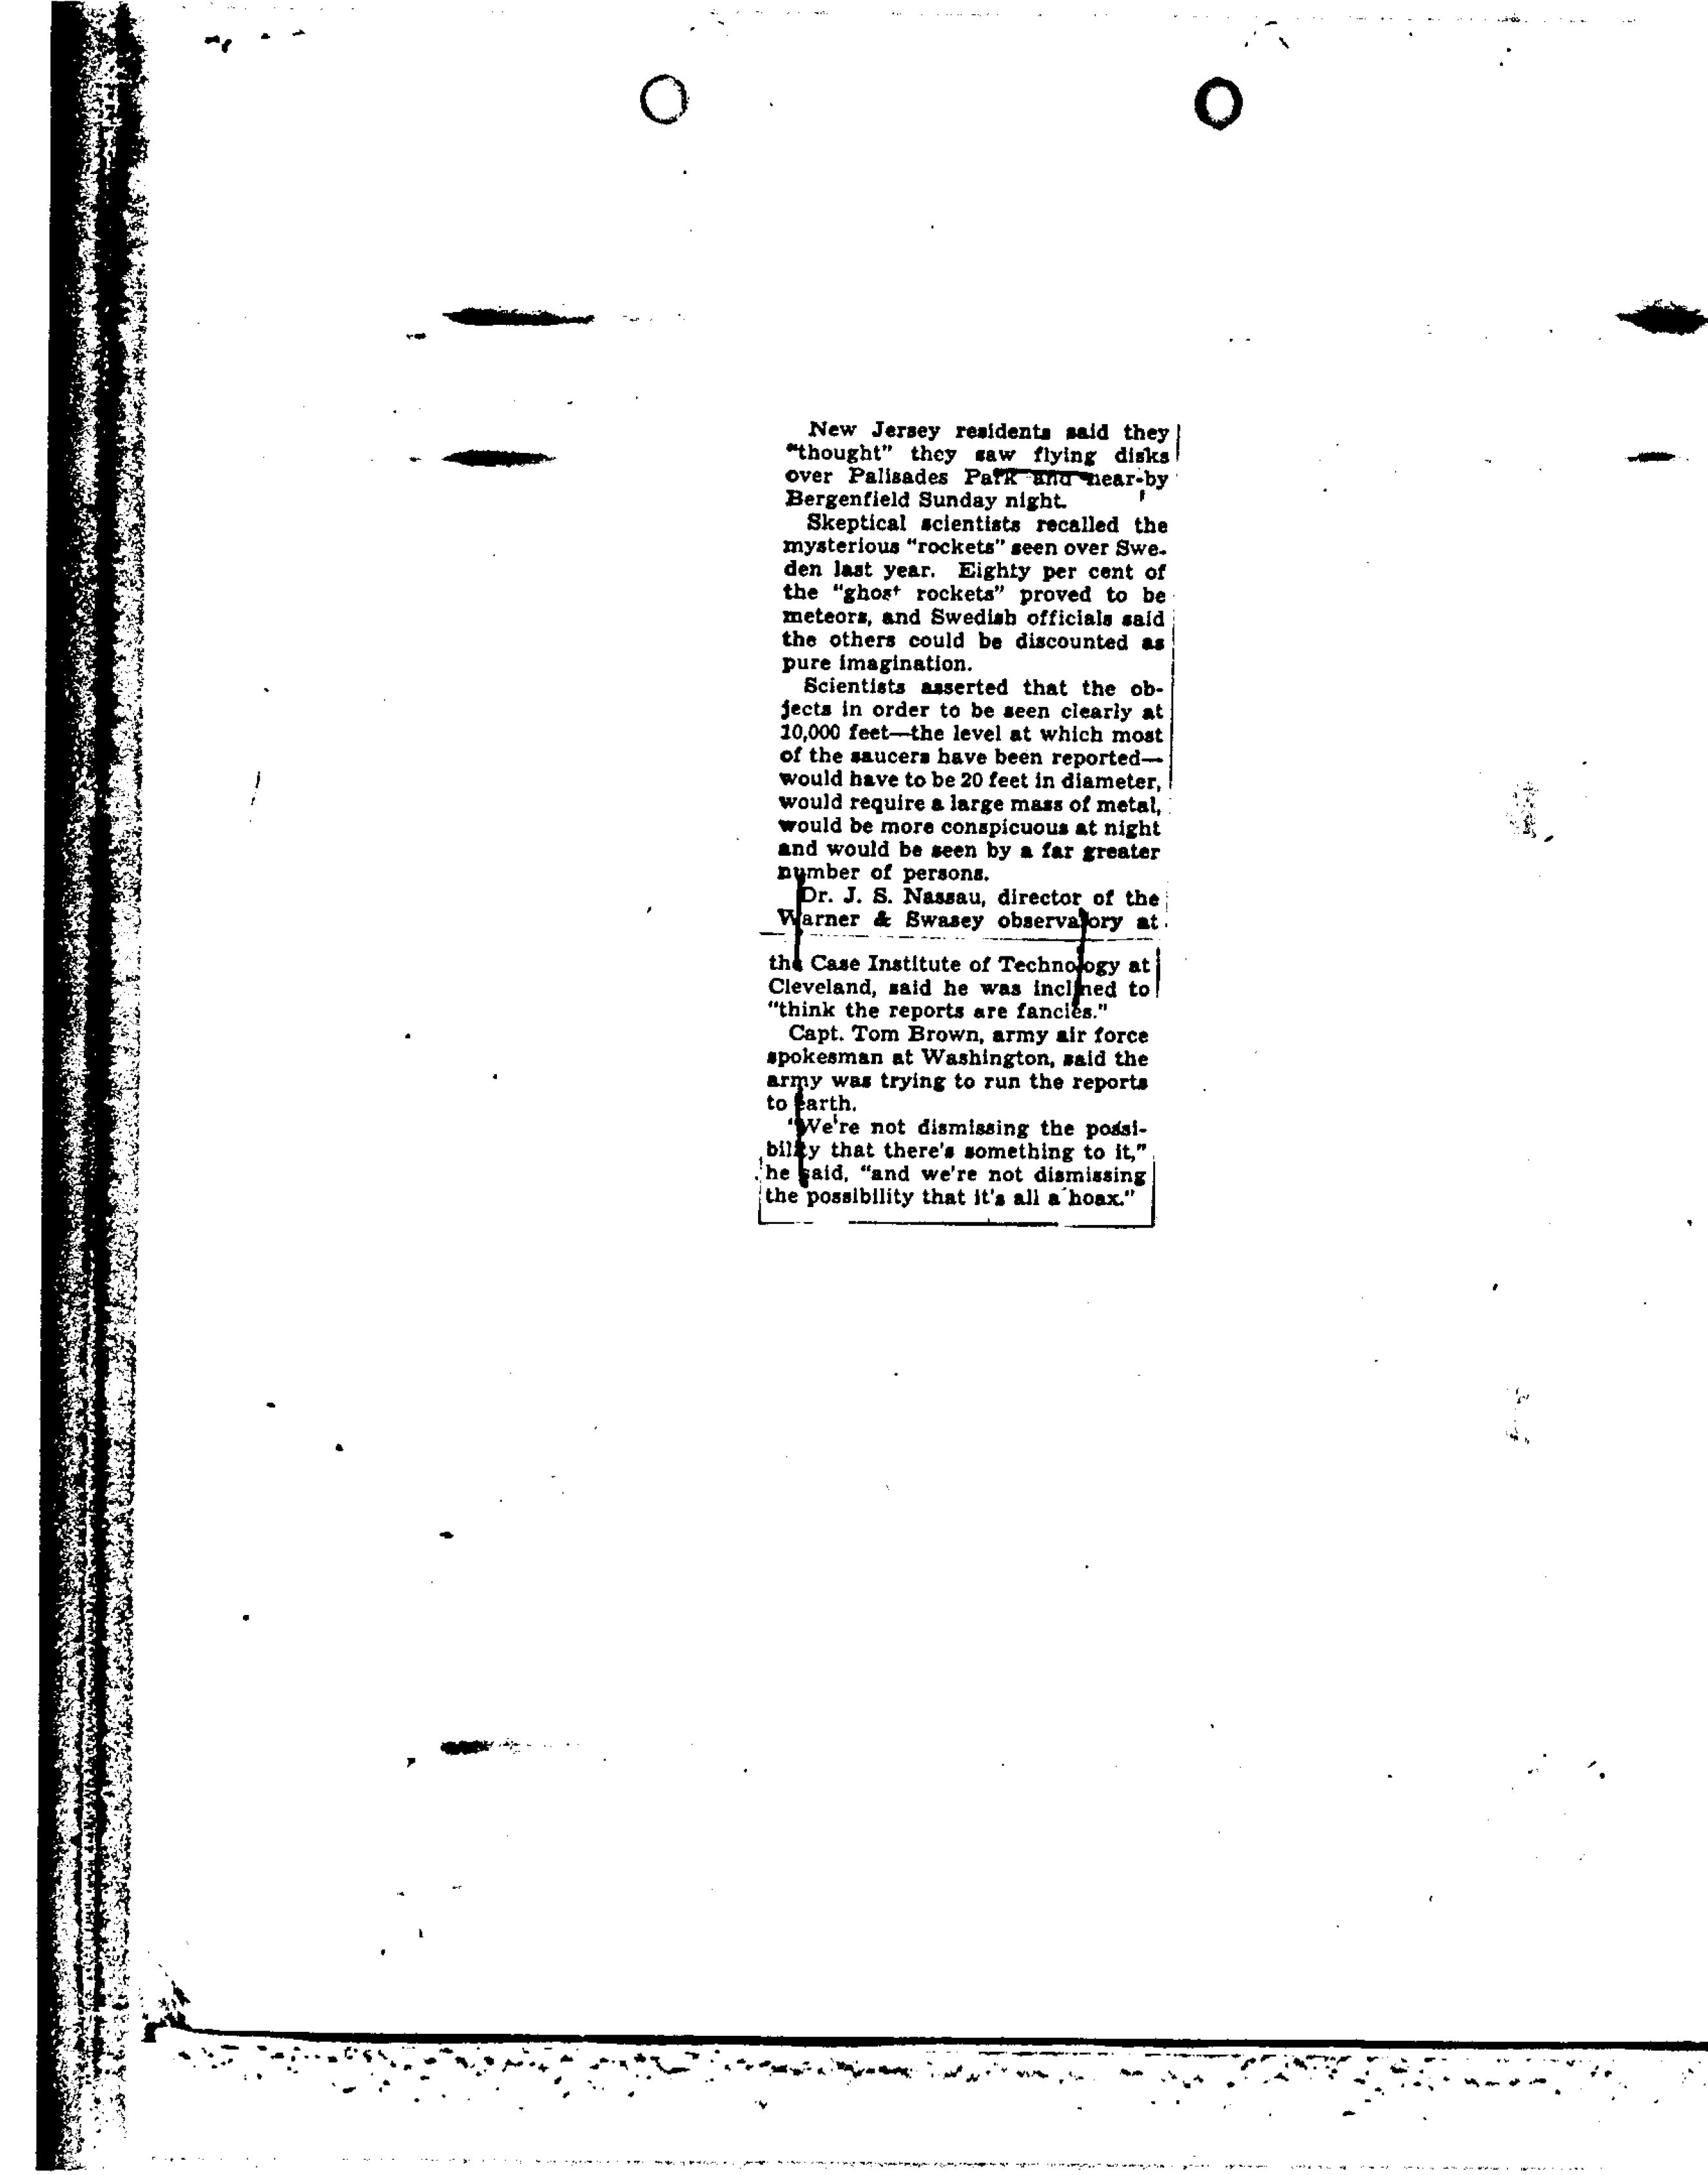 New Jersey residents said they
"thought" they saw flying disks
over Palisades Park and near-by
Bergenfield Sunday night.
Skeptical scientists recalled the
mysterious "rockets" seen over Swe-
den last year. Eighty per cent of
the "ghost rockets" proved to be
meteors, and Swedish officials said
the others could be discounted as
pure imagination.
Scientists asserted that the ob-
jects in order to be seen clearly at
10,000 feet—the level at which most
of the saucers have been reported—
would have to be 20 feet in diameter,
would require a large mass of metal,
would be more conspicuous at night
and would be seen by a far greater
number of persons.
Dr. J. S. Nassau, director of the
Warner & Swasey observatory at
the Case Institute of Technology at
Cleveland, said he was inclined to
"think the reports are fancies."
Capt. Tom Brown, army air force
spokesman at Washington, said the
army was trying to run the reports
to earth.
"We're not dismissing the possi-
bility that there's something to it,"
he said, "and we're not dismissing
the possibility that it's all a hoax."